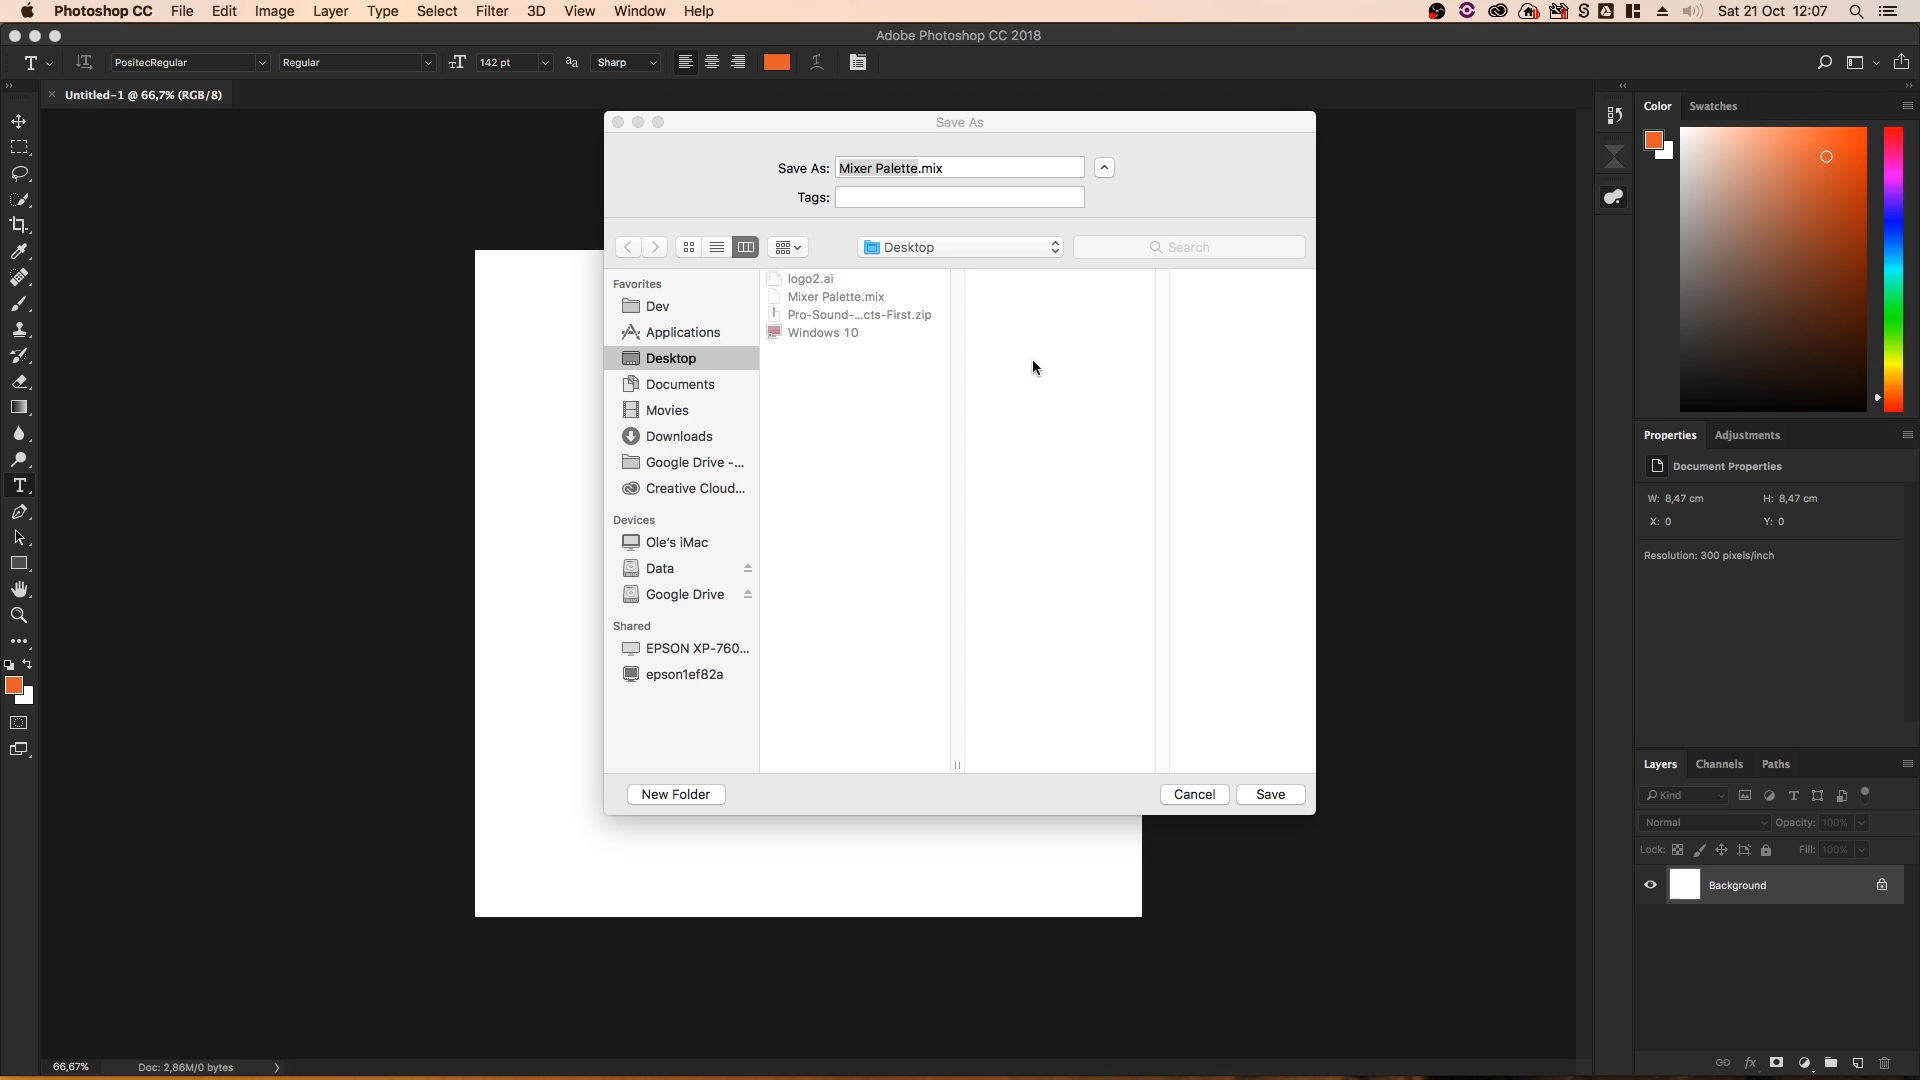 Photoshop CC File Edit Image Layer Type Select Filter 3D View Window Help Sat 21 Oct 12:07
Adobe Photoshop CC 2018
PositecRegular Regular 142 pt Sharp
Untitled-1 @ 66,7% (RGB/8)
Color Swatches
Save As
Save As: Mixer Palette.mix
Tags:
Desktop Search
Favorites
Dev
Applications
Desktop
Documents
Movies
Downloads
Google Drive -...
Creative Cloud...
Devices
Ole's iMac
Data
Google Drive
Shared
EPSON XP-760...
epson1ef82a
logo2.ai
Mixer Palette.mix
Pro-Sound-...cts-First.zip
Windows 10
New Folder Cancel Save
Properties Adjustments
Document Properties
W: 8,47 cm H: 8,47 cm
X: 0 Y: 0
Resolution: 300 pixels/inch
Layers Channels Paths
Kind
Normal Opacity: 100%
Lock: Fill: 100%
Background
66,67% Doc: 2,86M/0 bytes